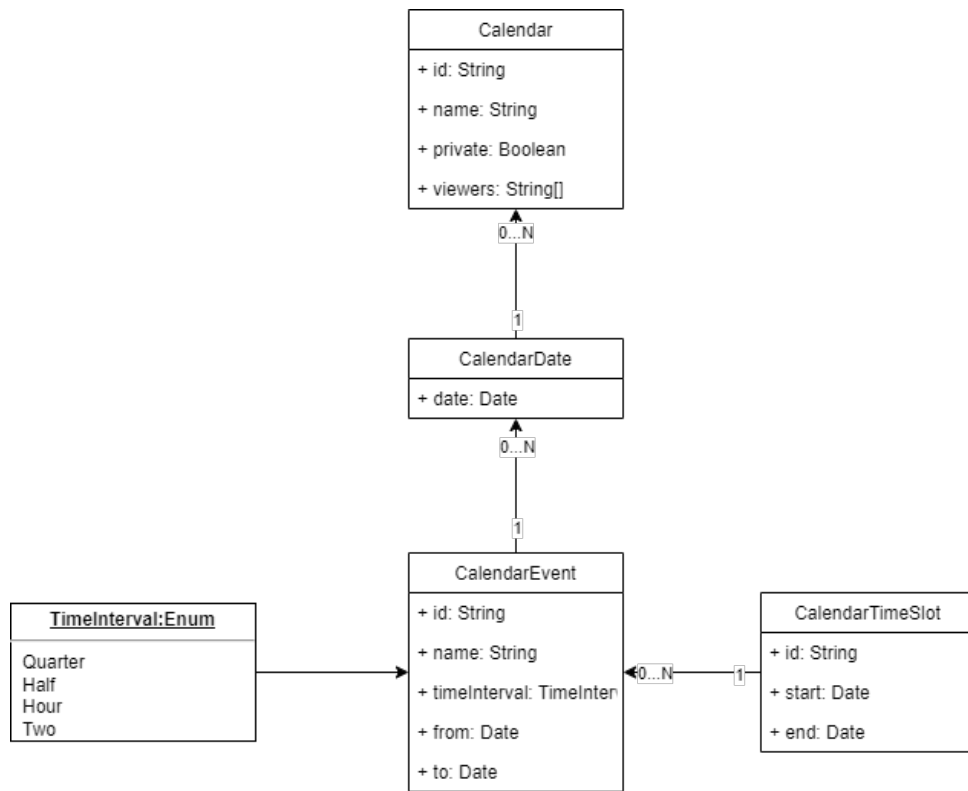 Calendar
+ id: String
+ name: String
+ private: Boolean
+ viewers: String[]
0...N
1
CalendarDate
+ date: Date
0...N
1
CalendarEvent
+ id: String
+ name: String
+ timeInterval: TimeInterv
+ from: Date
+ to: Date
TimeInterval:Enum
Quarter
Half
Hour
Two
0...N
1
CalendarTimeSlot
+ id: String
+ start: Date
+ end: Date